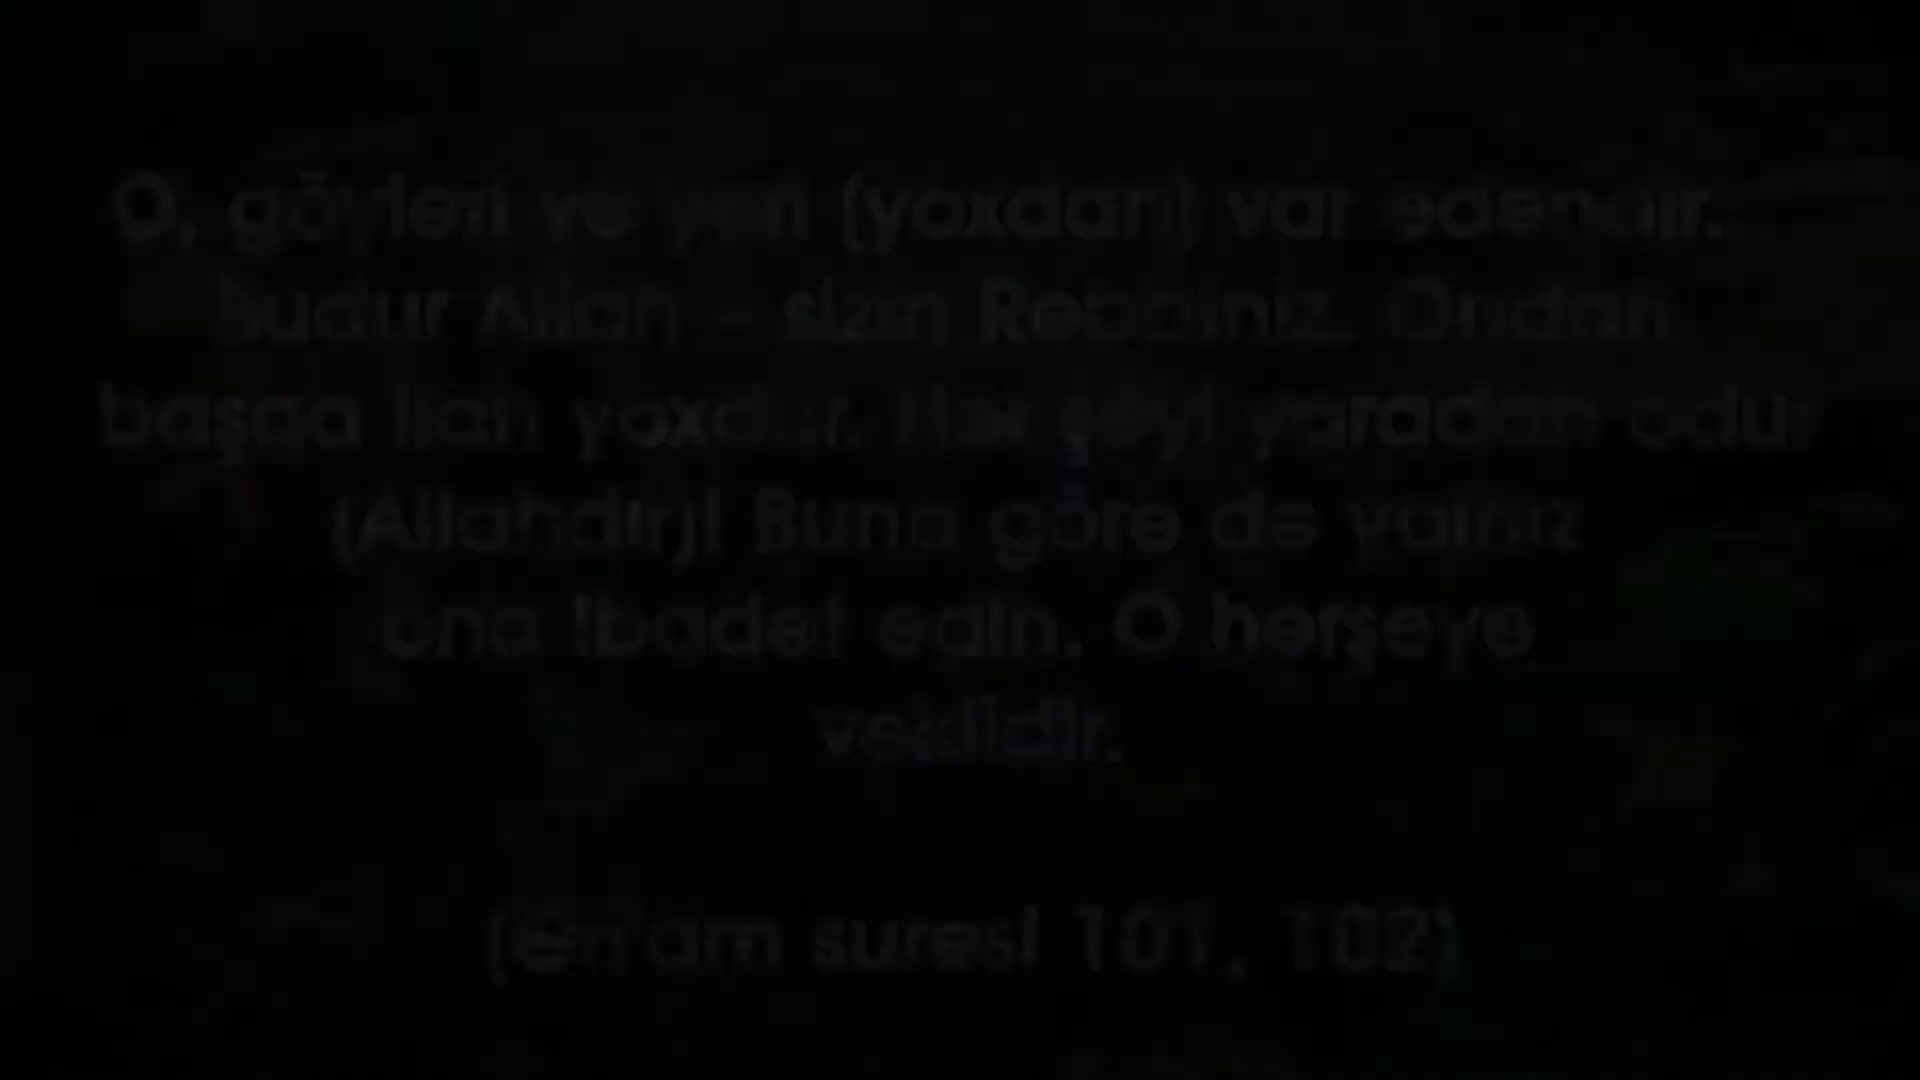 O, göyləri və yeri (yoxdan) var edəndir...
Budur Allah - sizin Rəbbiniz. Ondan
başqa ilah yoxdur. Hər şeyi yaradan odur
(Allahdır)! Buna görə də yalnız
ona ibadət edin. O hərşeyə
vəkildir.
(Ən'am suresi 101, 102)